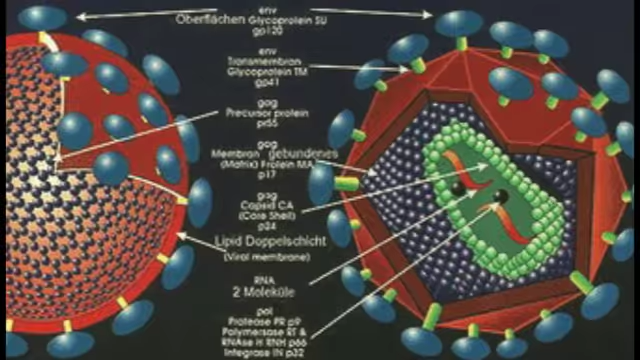 env
Oberflächen Glycoprotein SU
gp120
env
Transmembran
Glycoprotein TM
gp41
gag
Precursor protein
pr55
gag
Membran gebundenes
(Matrix) Protein MA
p17
gag
Capsid CA
(Core Shell)
p24
Lipid Doppelschicht
(Viral membrane)
RNA
2 Moleküle
pol
Protease PR p9
Polymerase RT &
RNAse H RNH p66
Integrase IN p32